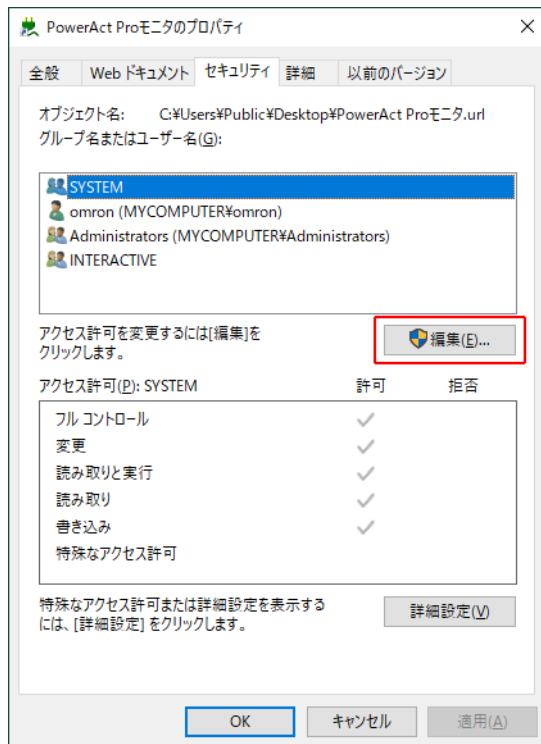 PowerAct Proモニタのプロパティ
全般 Web ドキュメント セキュリティ 詳細 以前のバージョン
オブジェクト名: C:¥Users¥Public¥Desktop¥PowerAct Proモニタ.url
グループ名またはユーザー名(G):
SYSTEM
omron (MYCOMPUTER¥omron)
Administrators (MYCOMPUTER¥Administrators)
INTERACTIVE
アクセス許可を変更するには[編集]を
クリックします。
編集(E)...
アクセス許可(P): SYSTEM 許可 拒否
フル コントロール
変更
読み取りと実行
読み取り
書き込み
特殊なアクセス許可
特殊なアクセス許可または詳細設定を表示する
には、[詳細設定] をクリックします。
詳細設定(V)
OK キャンセル 適用(A)